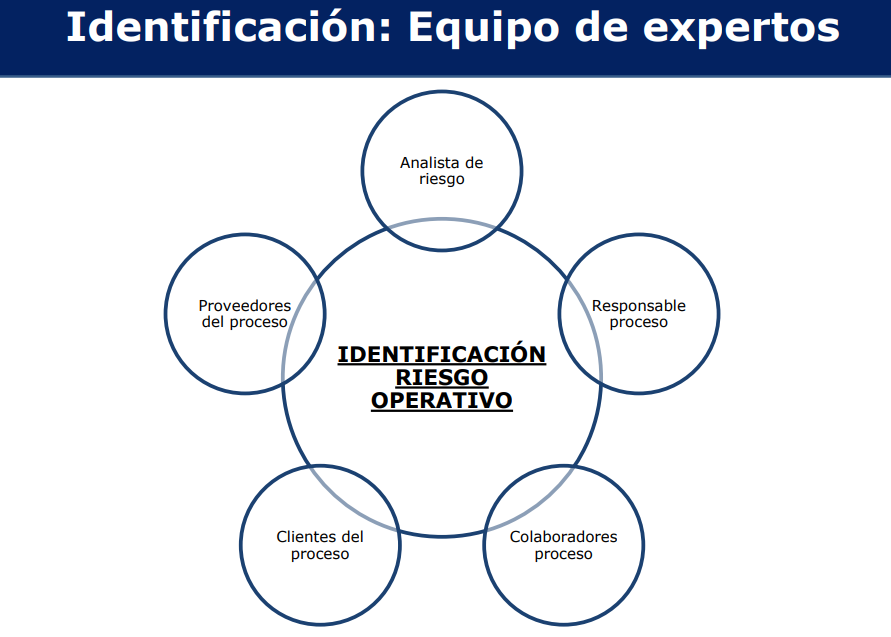 Identificación: Equipo de expertos
Analista de
riesgo
Proveedores
del proceso
Responsable
proceso
IDENTIFICACIÓN
RIESGO
OPERATIVO
Clientes del
proceso
Colaboradores
proceso